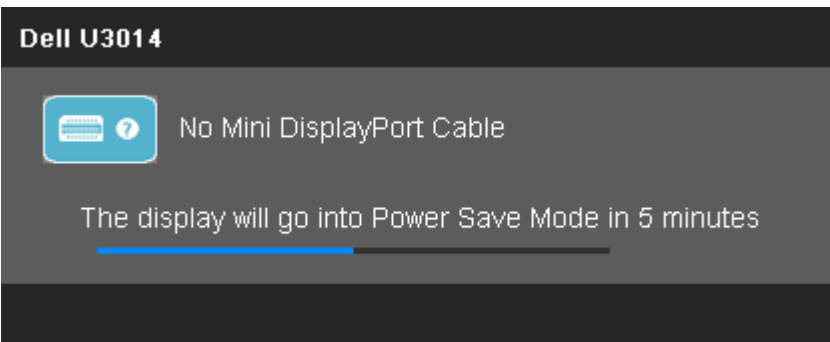 Dell U3014
No Mini DisplayPort Cable
The display will go into Power Save Mode in 5 minutes